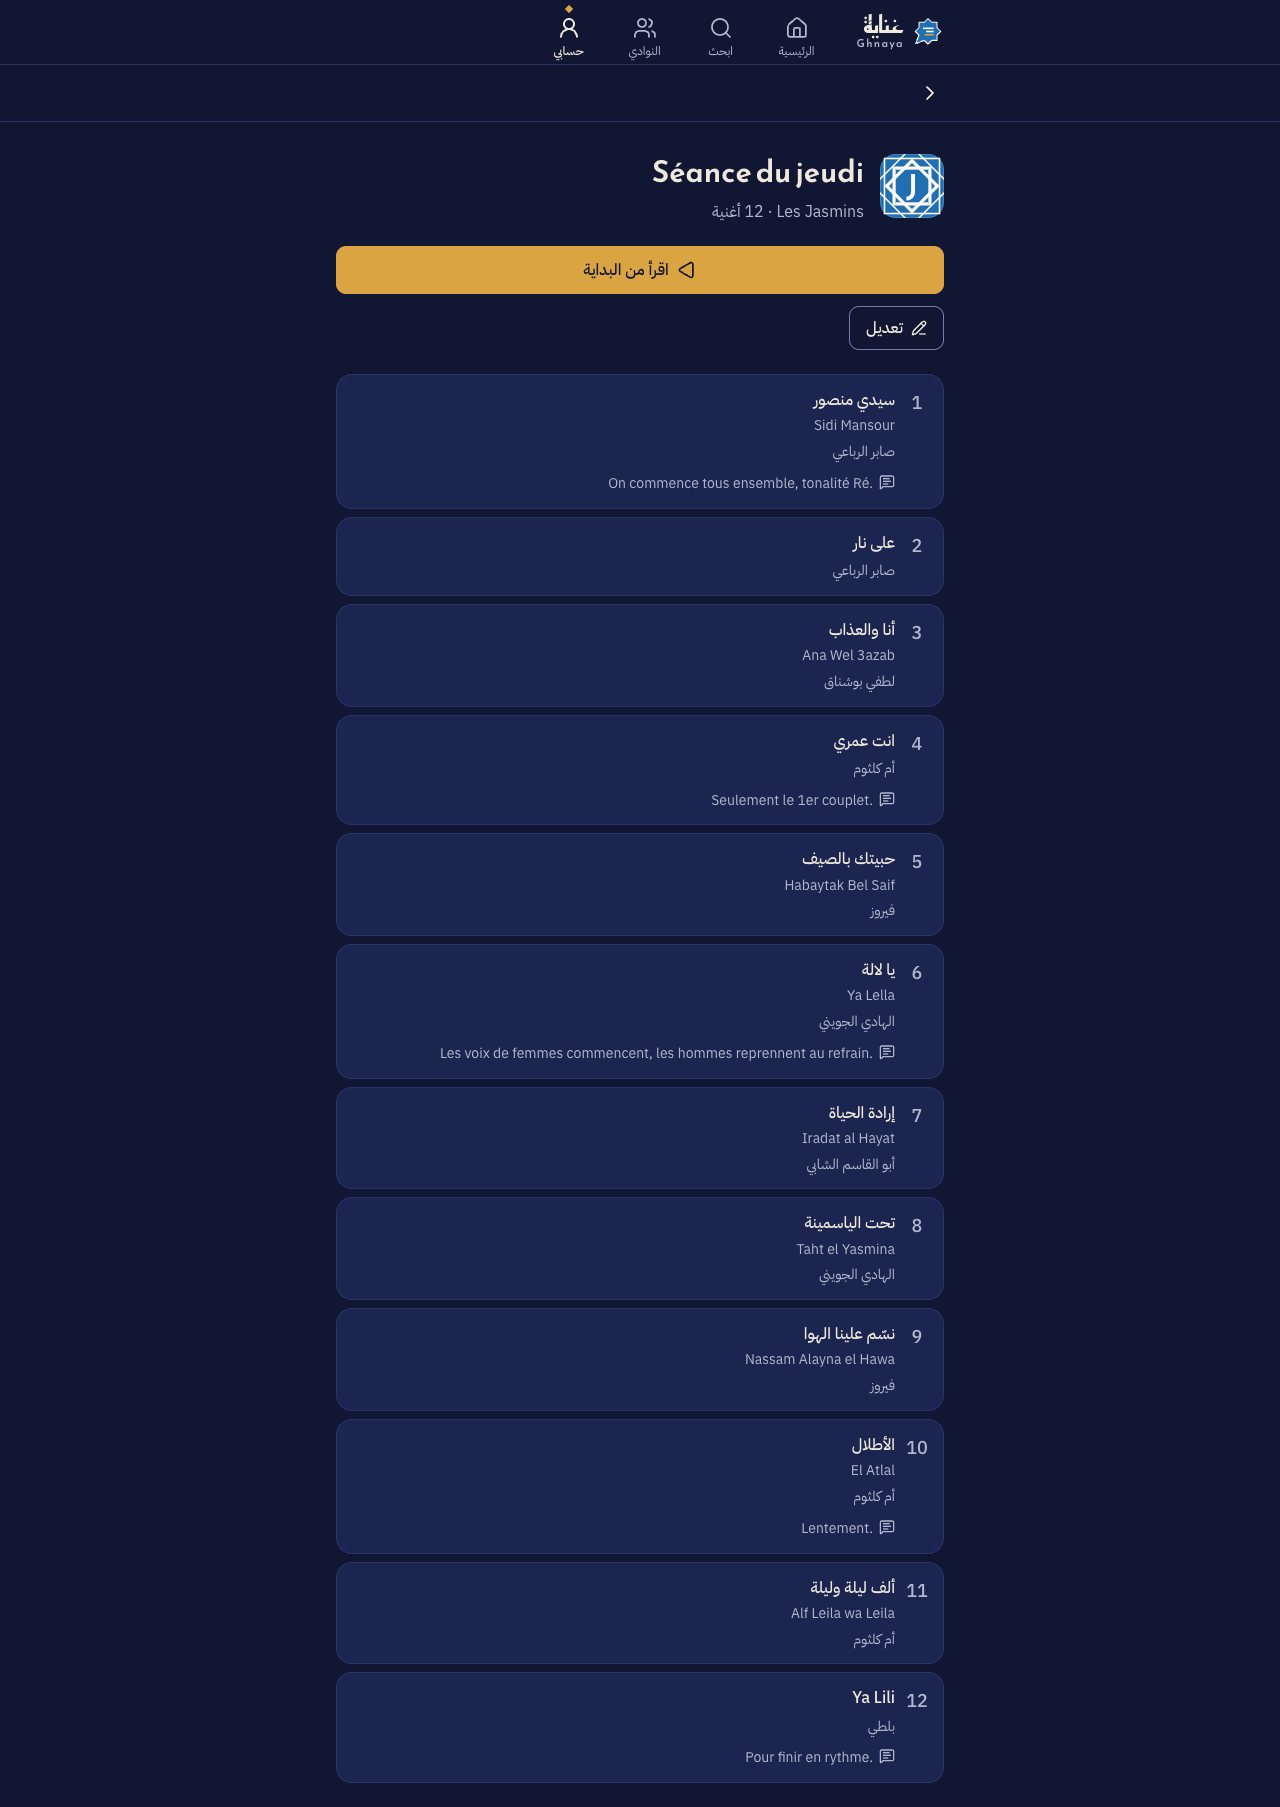 غناية
Ghnaya
الرئيسية
ابحث
النوادي
حسابي
J
Séance du jeudi
Les Jasmins · 12 أغنية
اقرأ من البداية
تعديل
1
سيدي منصور
Sidi Mansour
صابر الرباعي
On commence tous ensemble, tonalité Ré.
2
على نار
صابر الرباعي
3
أنا والعذاب
Ana Wel 3azab
لطفي بوشناق
4
انت عمري
أم كلثوم
Seulement le 1er couplet.
5
حبيتك بالصيف
Habaytak Bel Saif
فيروز
6
يا لالة
Ya Lella
الهادي الجويني
Les voix de femmes commencent, les hommes reprennent au refrain.
7
إرادة الحياة
Iradat al Hayat
أبو القاسم الشابي
8
تحت الياسمينة
Taht el Yasmina
الهادي الجويني
9
نسّم علينا الهوا
Nassam Alayna el Hawa
فيروز
10
الأطلال
El Atlal
أم كلثوم
Lentement.
11
ألف ليلة وليلة
Alf Leila wa Leila
أم كلثوم
12
Ya Lili
بلطي
Pour finir en rythme.